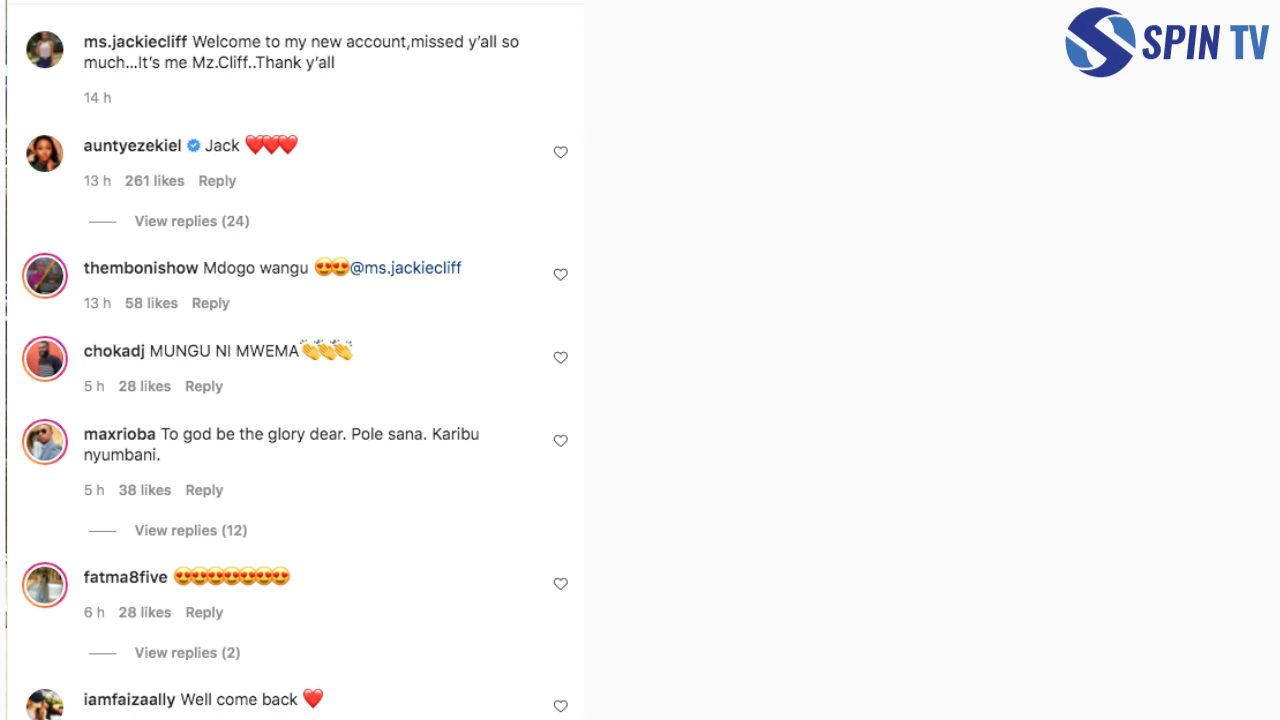 SPIN TV
ms.jackiecliff Welcome to my new account,missed y'all so
much...It's me Mz.Cliff..Thank y'all
14 h
auntyezekiel Jack ❤️❤️❤️
13 h 261 likes Reply
View replies (24)
thembonishow Mdogo wangu 😍😍@ms.jackiecliff
13 h 58 likes Reply
chokadj MUNGU NI MWEMA👏👏👏
5 h 28 likes Reply
maxrioba To god be the glory dear. Pole sana. Karibu
nyumbani.
5 h 38 likes Reply
View replies (12)
fatma8five 😍😍😍😍😍😍😍
6 h 28 likes Reply
View replies (2)
iamfaizaally Well come back ❤️